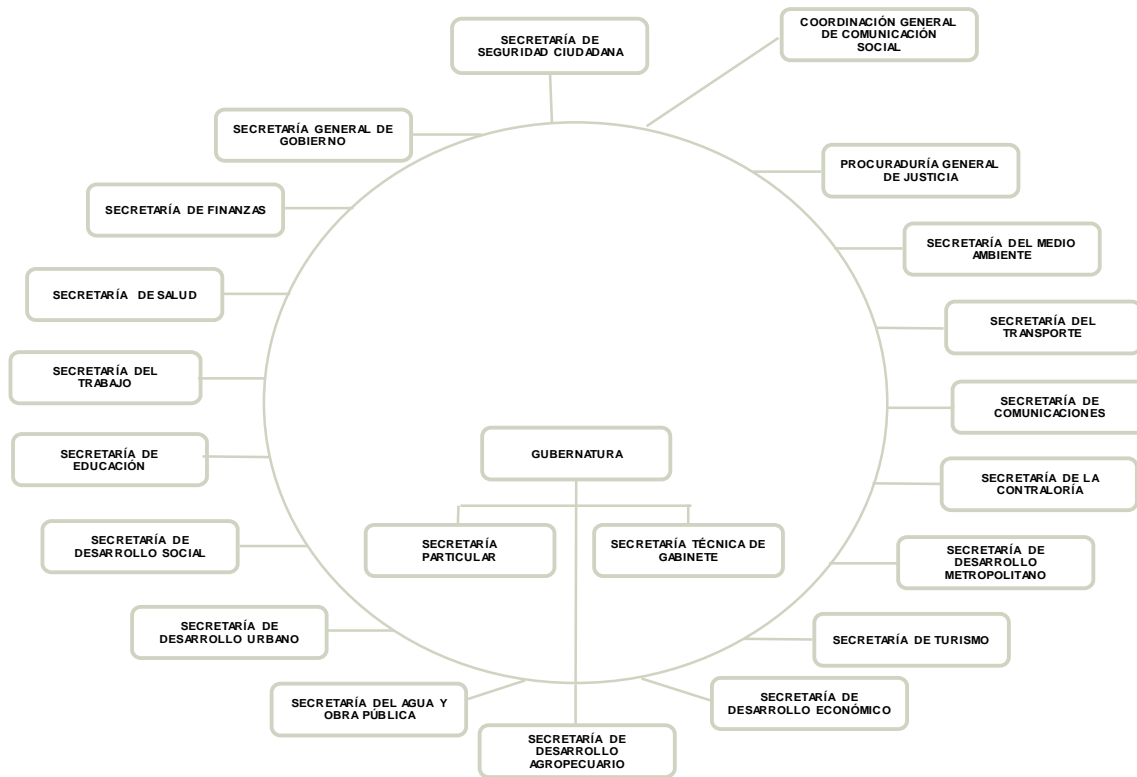 SECRETARÍA DE
SEGURIDAD CIUDADANA
COORDINACIÓN GENERAL
DE COMUNICACIÓN
SOCIAL
SECRETARÍA GENERAL DE
GOBIERNO
PROCURADURÍA GENERAL
DE JUSTICIA
SECRETARÍA DE FINANZAS
SECRETARÍA DEL MEDIO
AMBIENTE
SECRETARÍA DE SALUD
SECRETARÍA DEL
TRANSPORTE
SECRETARÍA DEL
TRABAJO
SECRETARÍA DE
COMUNICACIONES
SECRETARÍA DE
EDUCACIÓN
GUBERNATURA
SECRETARÍA DE LA
CONTRALORÍA
SECRETARÍA DE
DESARROLLO SOCIAL
SECRETARÍA
PARTICULAR
SECRETARÍA TÉCNICA DE
GABINETE
SECRETARÍA DE
DESARROLLO
METROPOLITANO
SECRETARÍA DE
DESARROLLO URBANO
SECRETARÍA DE TURISMO
SECRETARÍA DEL AGUA Y
OBRA PÚBLICA
SECRETARÍA DE
DESARROLLO ECONÓMICO
SECRETARÍA DE
DESARROLLO
AGROPECUARIO